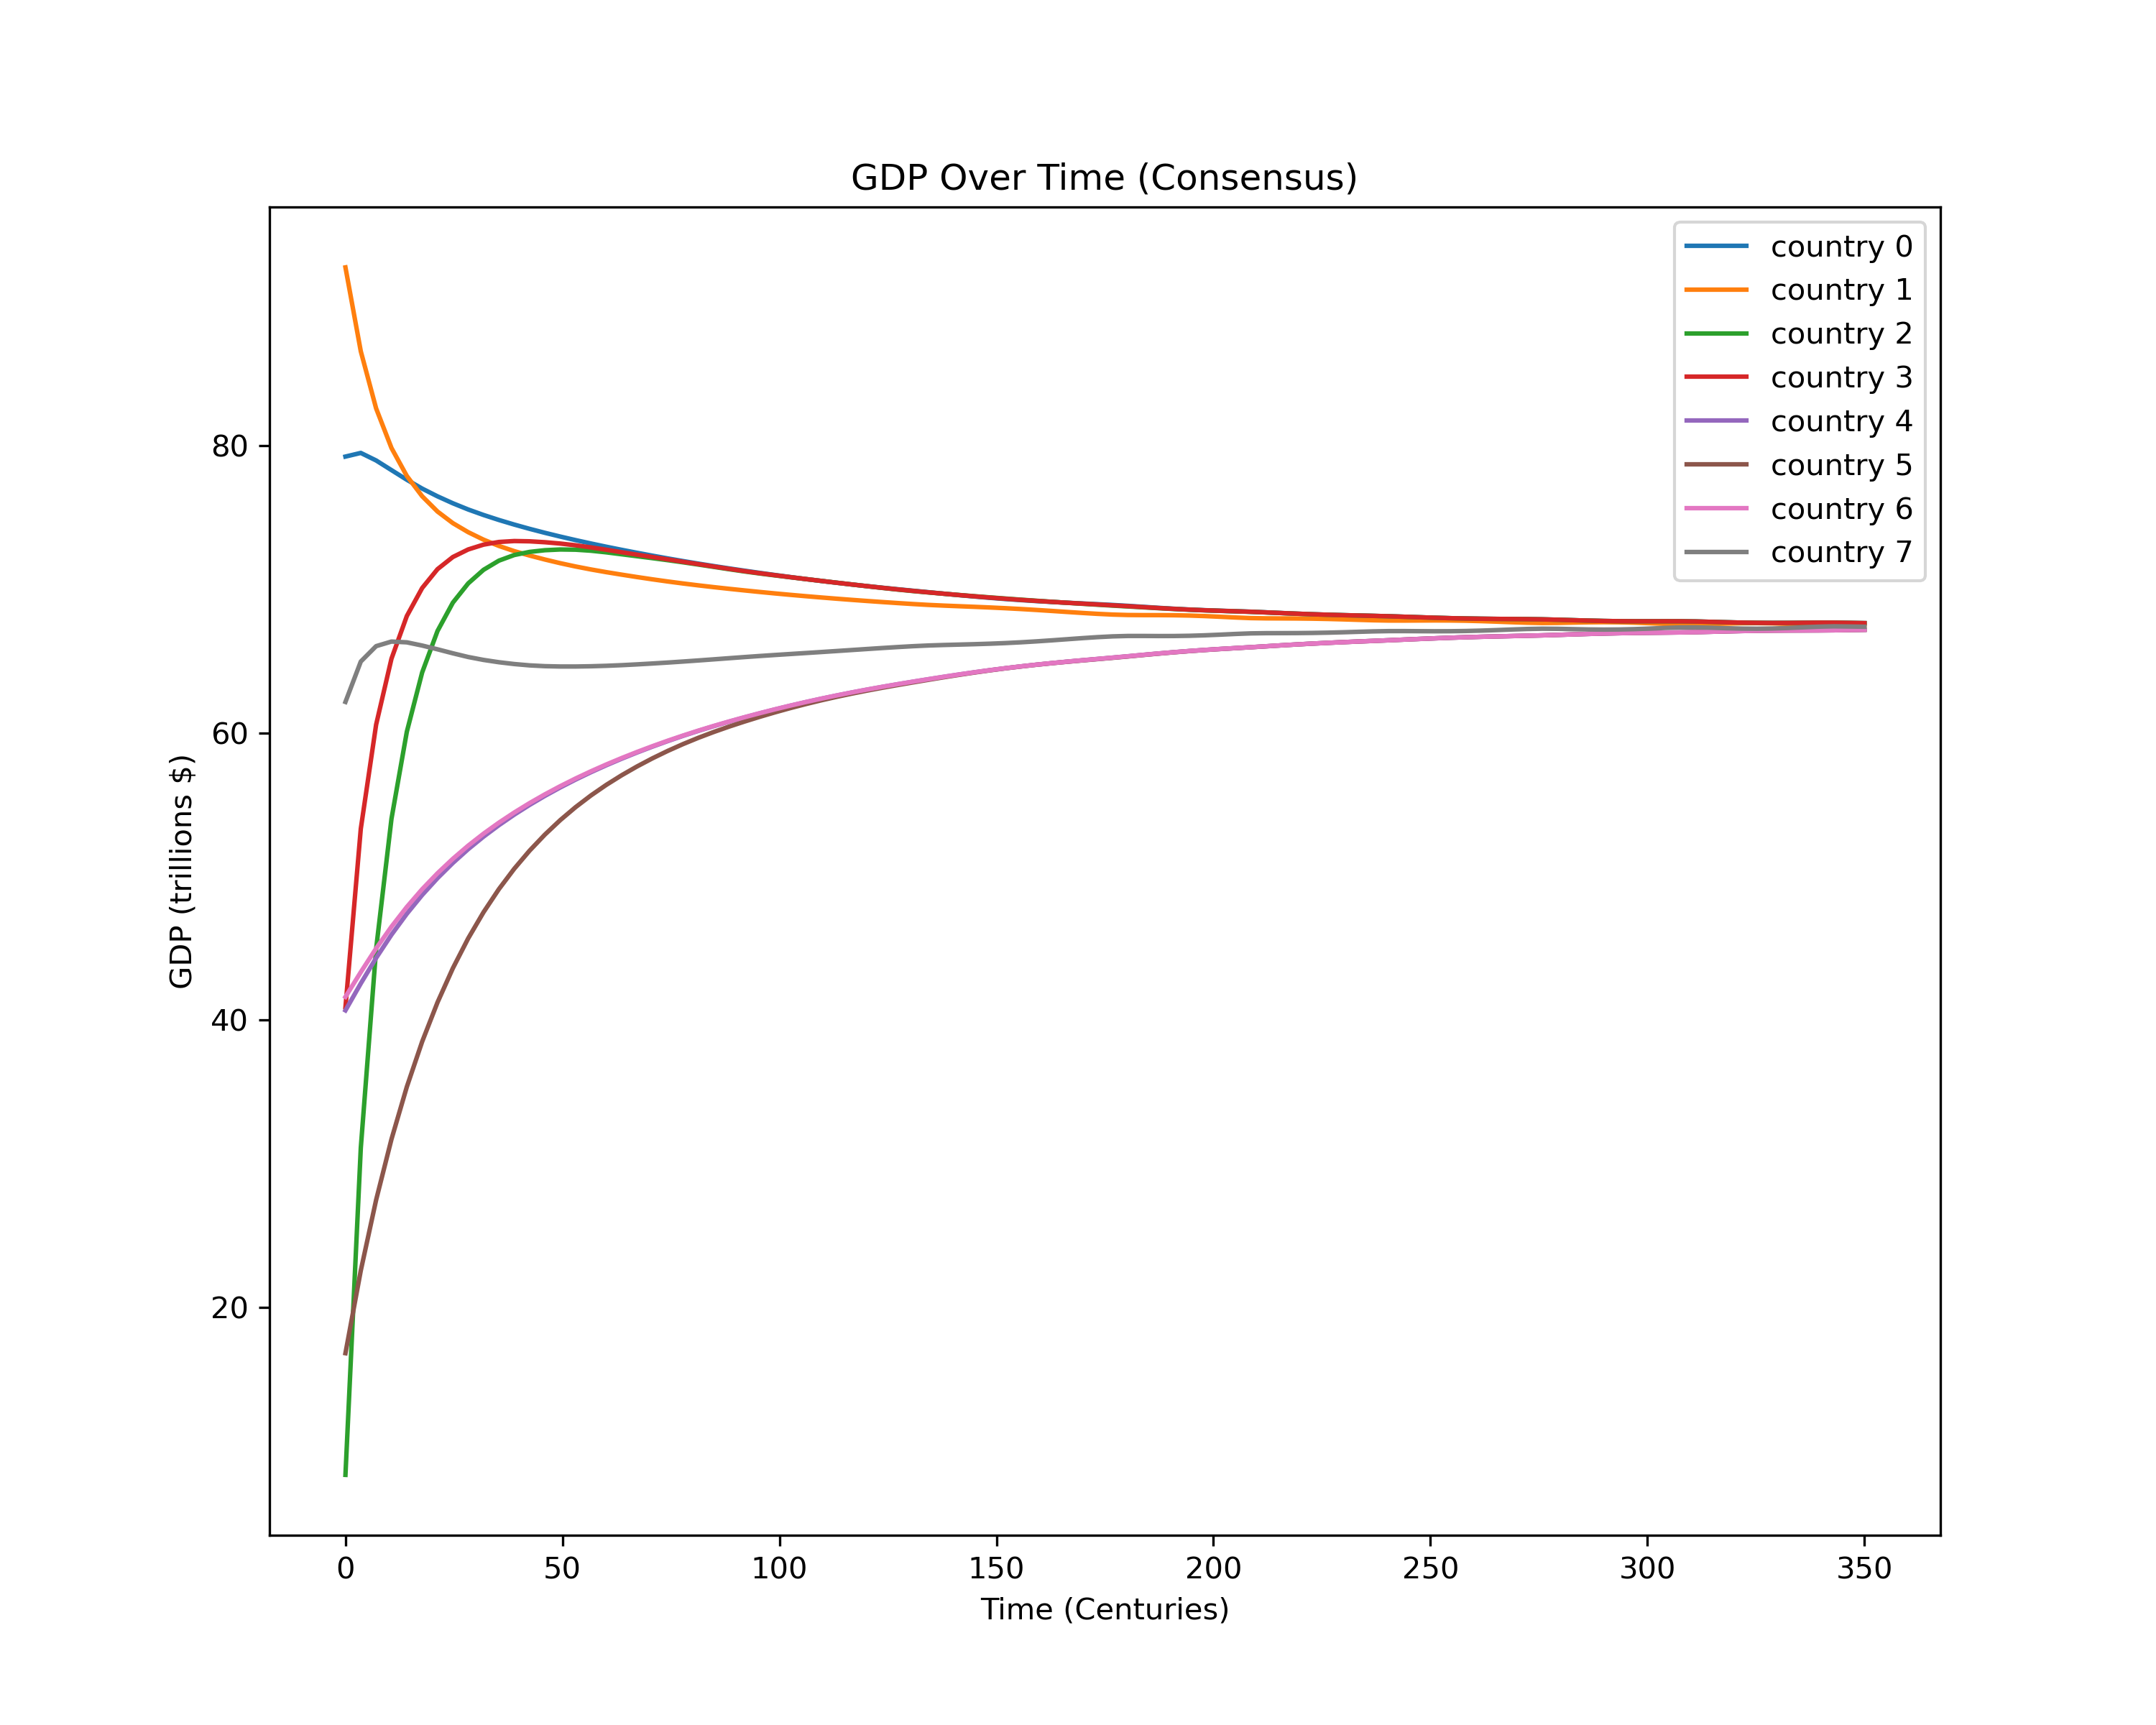 GDP Over Time (Consensus)
country 0
country 1
country 2
country 3
country 4
country 5
country 6
country 7
GDP (trillions $)
80
60
40
20
0 50 100 150 200 250 300 350
Time (Centuries)